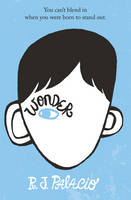 You can't blend in
when you were born to stand out.
WONDER
R. J. PALACIO